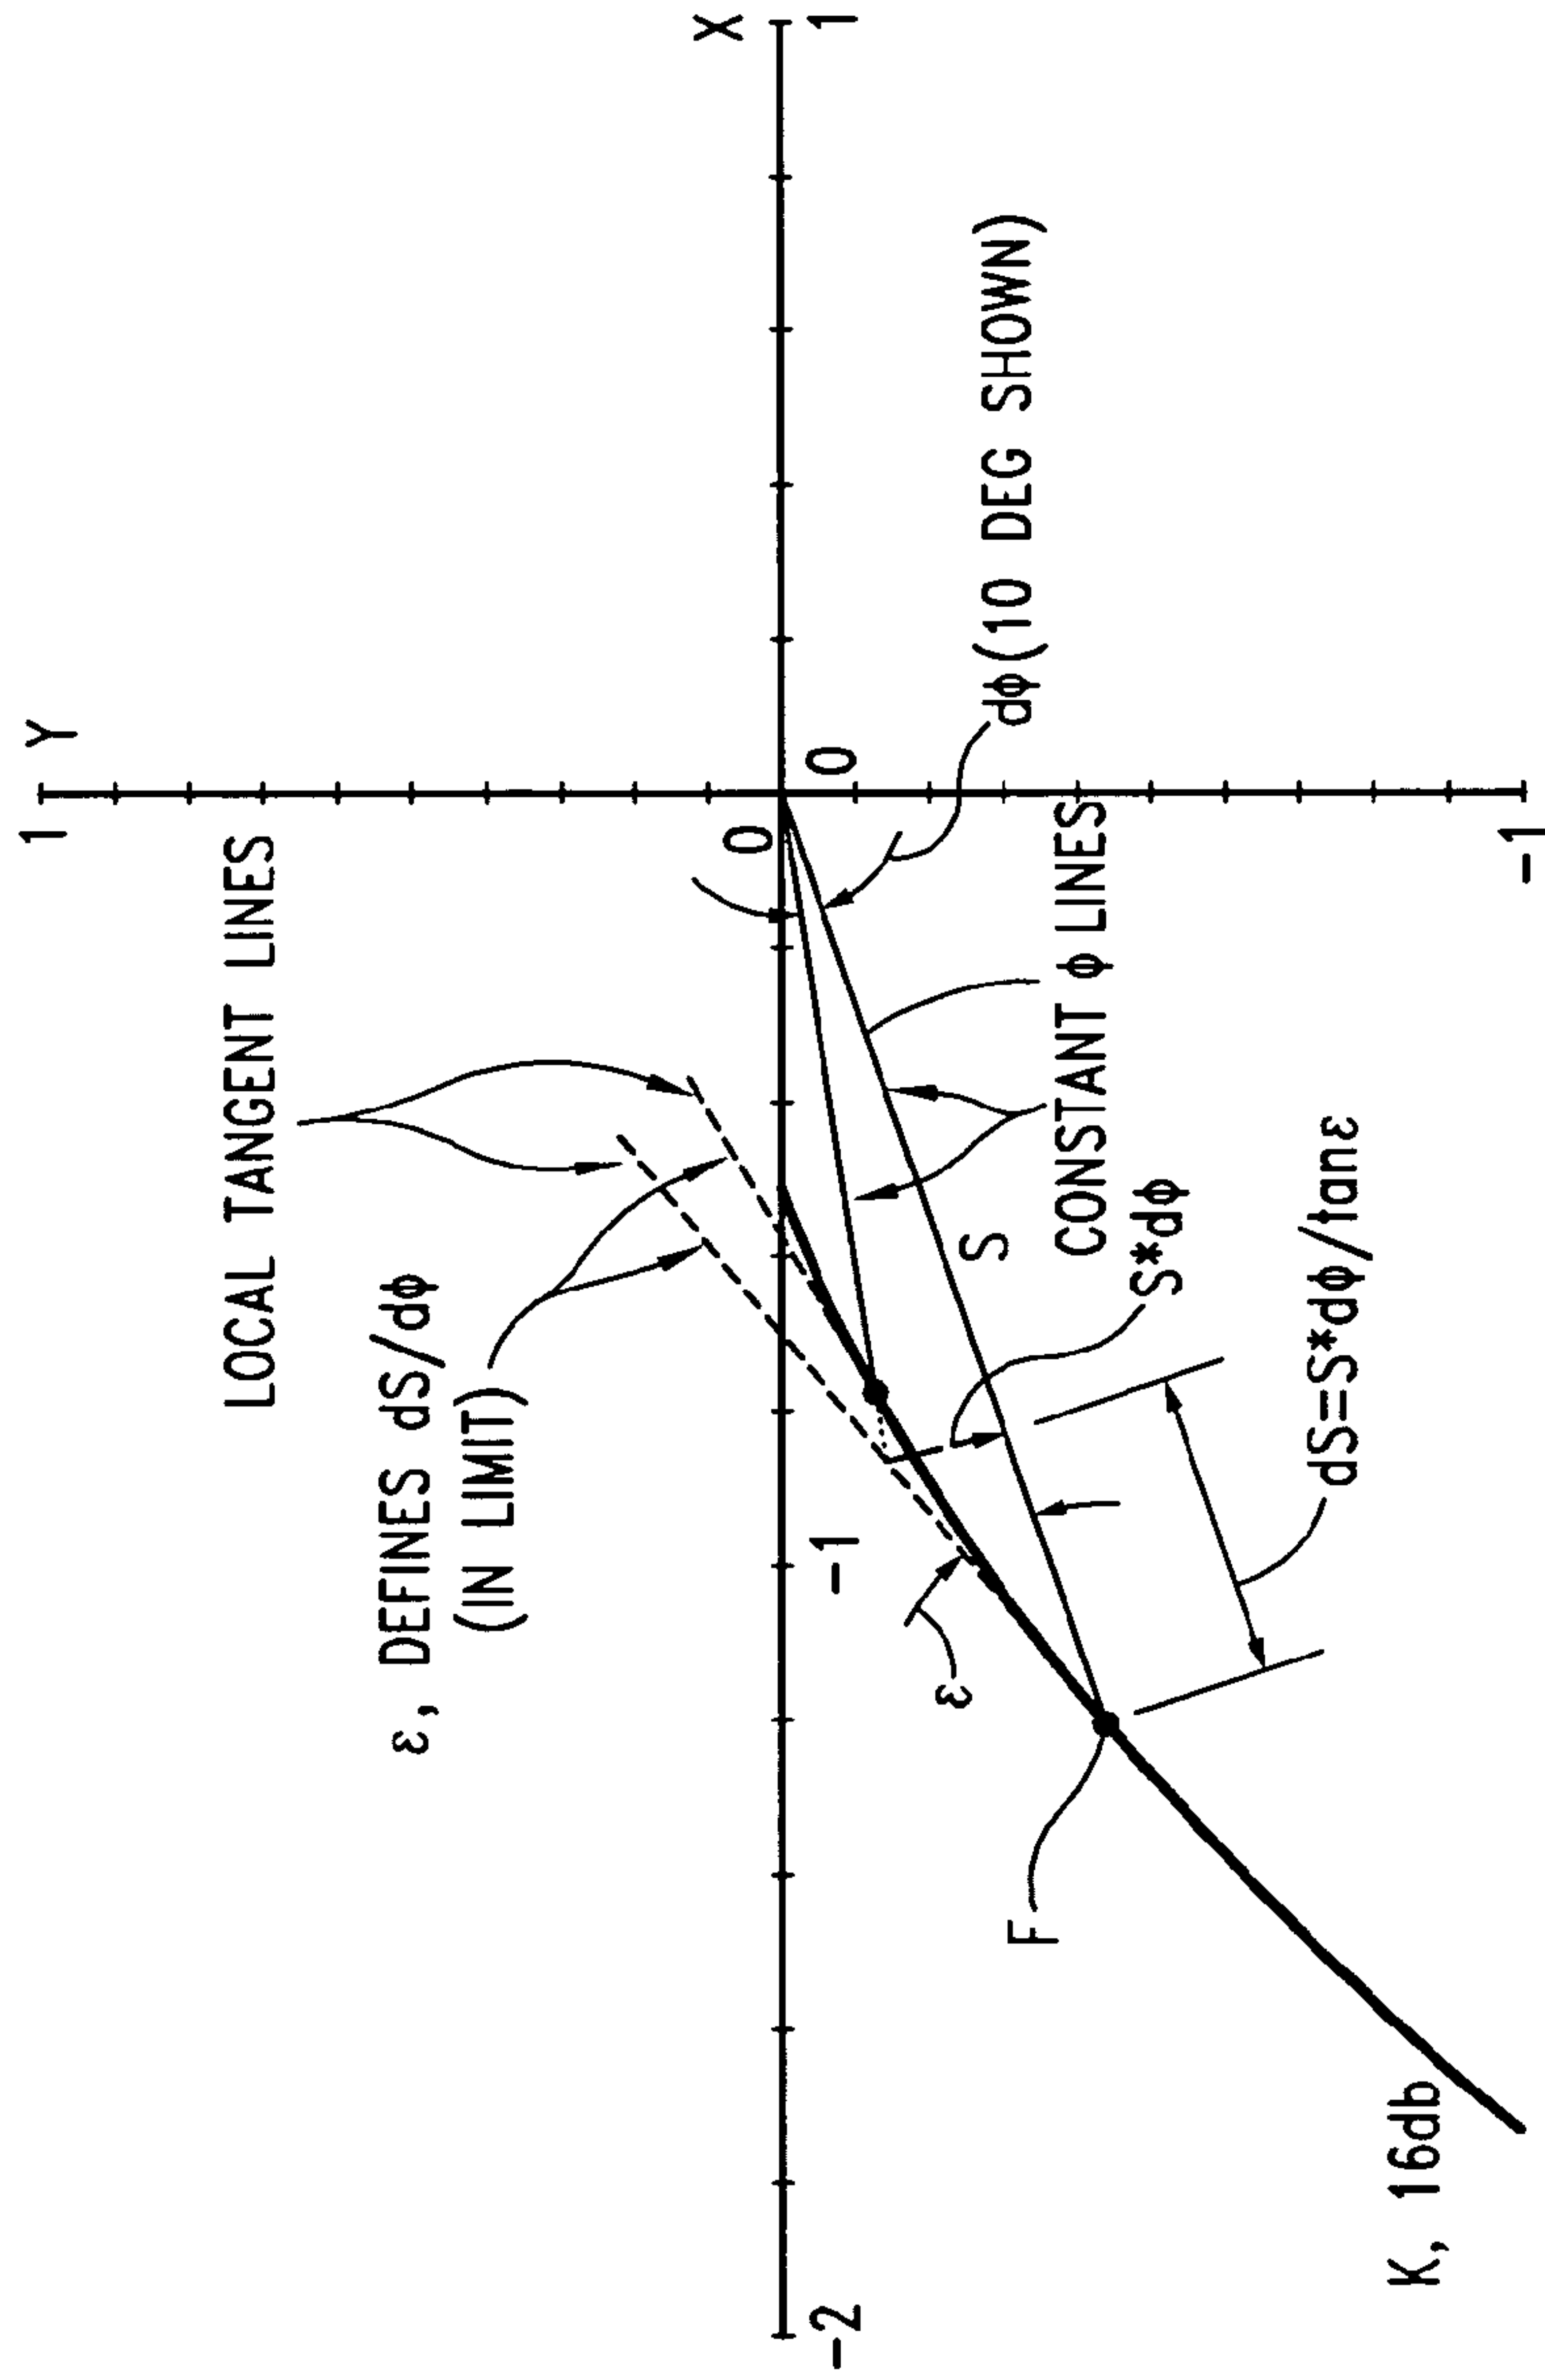 Y
1
LOCAL TANGENT LINES
ε, DEFINES dS/dϕ
(IN LIMIT)
X
0
0
1
-1
-2
dϕ(10 DEG SHOWN)
S
CONSTANT ϕ LINES
S*dϕ
ε
F
dS=S*dϕ/tanε
K, 16db
-1